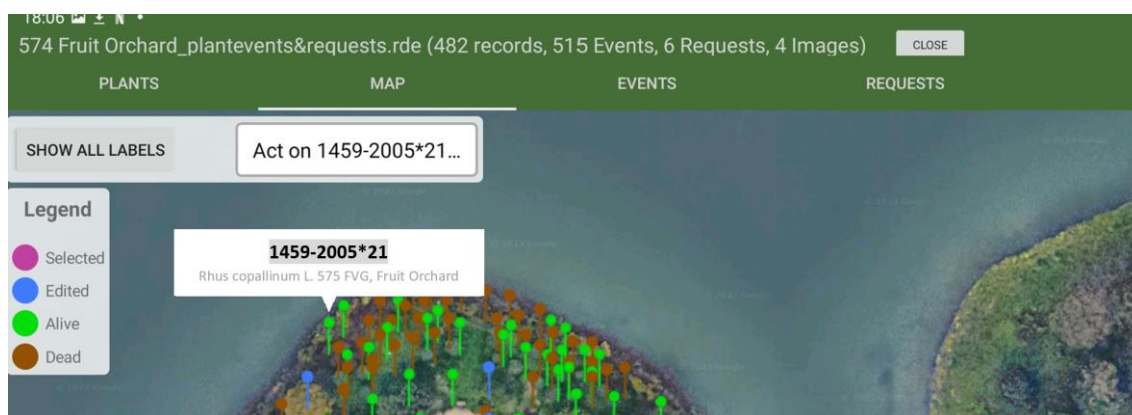 18:06
574 Fruit Orchard_plantevents&requests.rde (482 records, 515 Events, 6 Requests, 4 Images)
CLOSE
PLANTS
MAP
EVENTS
REQUESTS
SHOW ALL LABELS
Act on 1459-2005*21...
Legend
Selected
Edited
Alive
Dead
1459-2005*21
Rhus copallinum L. 575 FVG, Fruit Orchard